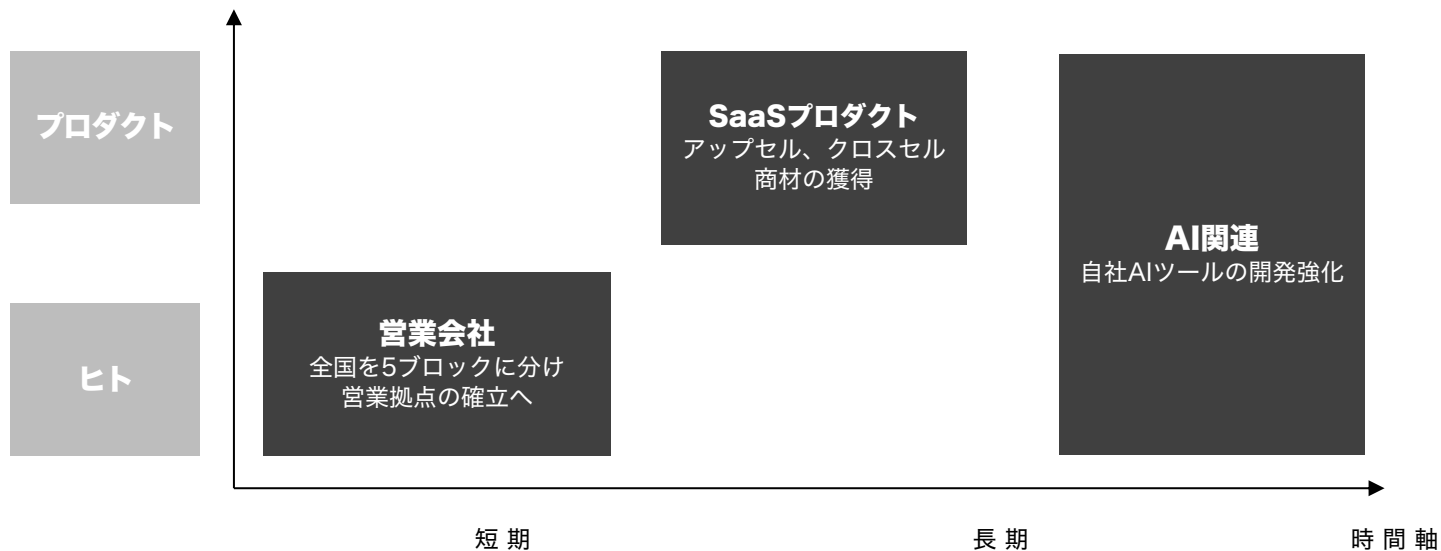 プロダクト
SaaSプロダクト
アップセル、クロスセル
商材の獲得
AI関連
自社AIツールの開発強化
ヒト
営業会社
全国を5ブロックに分け
営業拠点の確立へ
短期
長期
時間軸